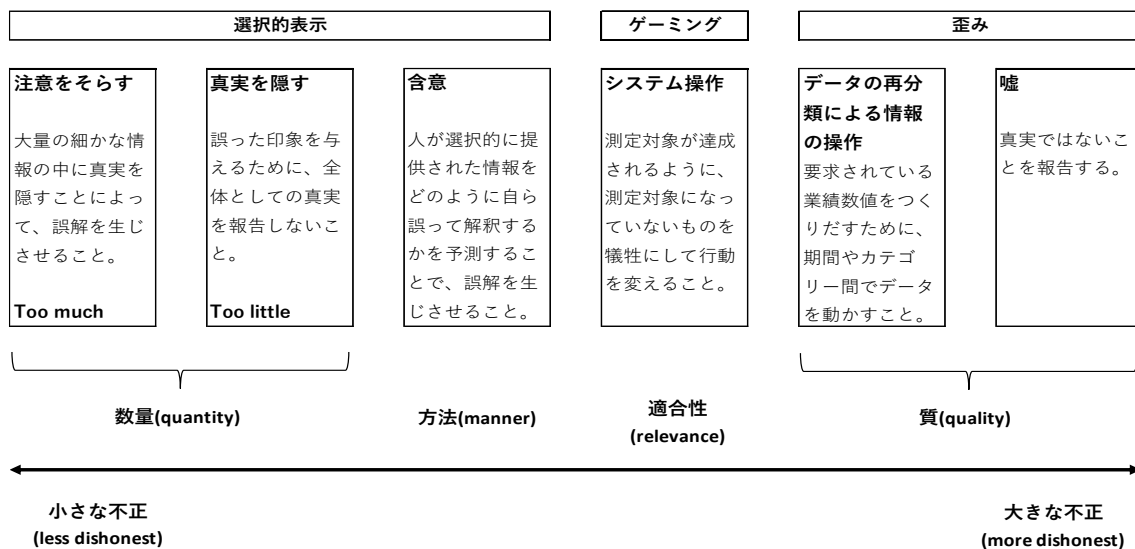 選択的表示
ゲーミング
歪み
注意をそらす
大量の細かな情
報の中に真実を
隠すことによっ
て、誤解を生じ
させること。
Too much
真実を隠す
誤った印象を与
えるために、全
体としての真実
を報告しないこ
と。
Too little
含意
人が選択的に提
供された情報を
どのように自ら
誤って解釈する
かを予測するこ
とで、誤解を生
じさせること。
システム操作
測定対象が達成
されるように、
測定対象になっ
ていないものを
犠牲にして行動
を変えること。
データの再分
類による情報
の操作
要求されている
業績数値をつく
りだすために、
期間やカテゴ
リー間でデータ
を動かすこと。
嘘
真実ではないこ
とを報告する。
数量(quantity)
方法(manner)
適合性
(relevance)
質(quality)
小さな不正
(less dishonest)
大きな不正
(more dishonest)